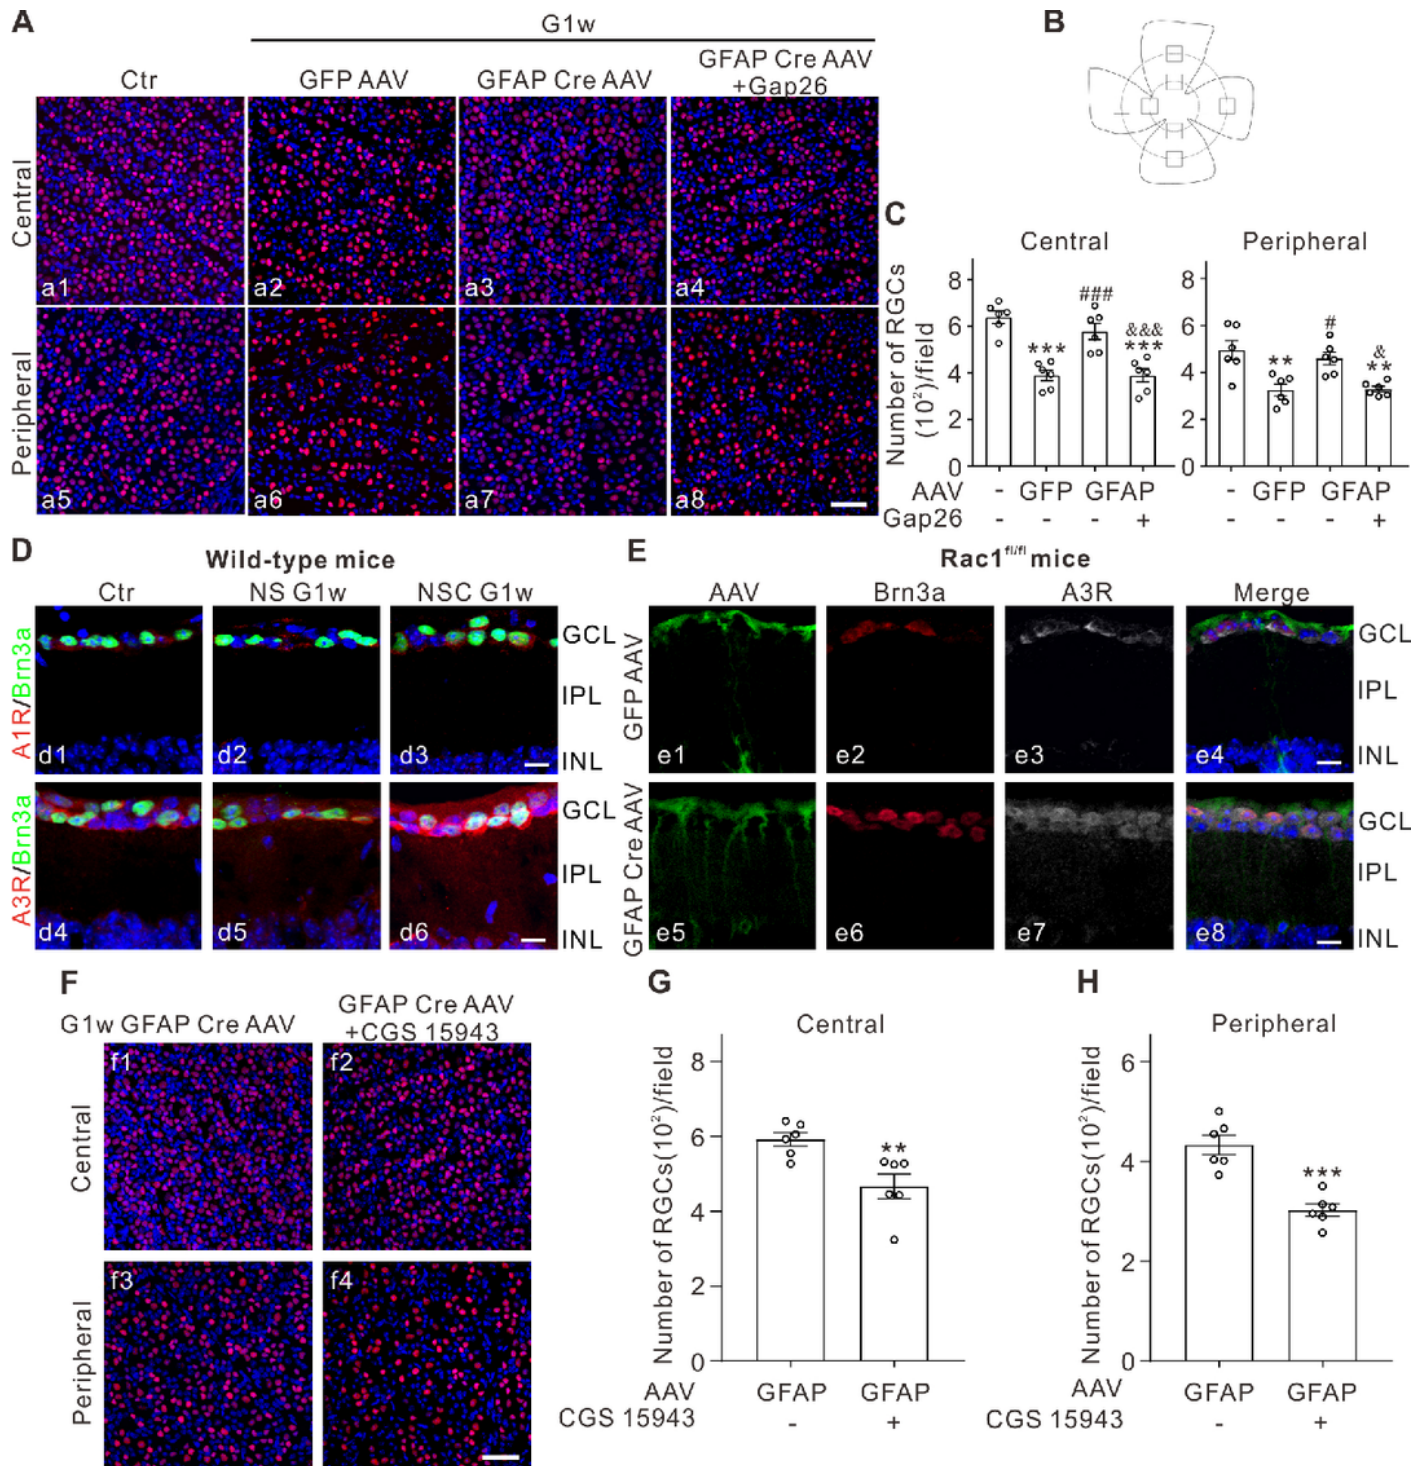 A
G1w
Ctr
GFP AAV
GFAP Cre AAV
GFAP Cre AAV
+Gap26
Central
a1
a2
a3
a4
Peripheral
a5
a6
a7
a8
B
C
Central
Peripheral
Number of RGCs
(10²)/field
8
6
4
2
0
***
###
&&&
***
8
6
4
2
0
**
#
&
**
AAV
-
GFP
GFAP
-
GFP
GFAP
Gap26
-
-
-
+
-
-
-
+
D
Wild-type mice
Ctr
NS G1w
NSC G1w
A1R/Brn3a
d1
d2
d3
GCL
IPL
INL
A3R/Brn3a
d4
d5
d6
GCL
IPL
INL
E
Rac1fl/fl mice
AAV
Brn3a
A3R
Merge
GFP AAV
e1
e2
e3
e4
GCL
IPL
INL
GFAP Cre AAV
e5
e6
e7
e8
GCL
IPL
INL
F
G1w GFAP Cre AAV
GFAP Cre AAV
+CGS 15943
Central
f1
f2
Peripheral
f3
f4
G
Central
Number of RGCs(10²)/field
8
6
4
2
0
**
AAV
GFAP
GFAP
CGS 15943
-
+
H
Peripheral
Number of RGCs(10²)/field
6
4
2
0
***
AAV
GFAP
GFAP
CGS 15943
-
+